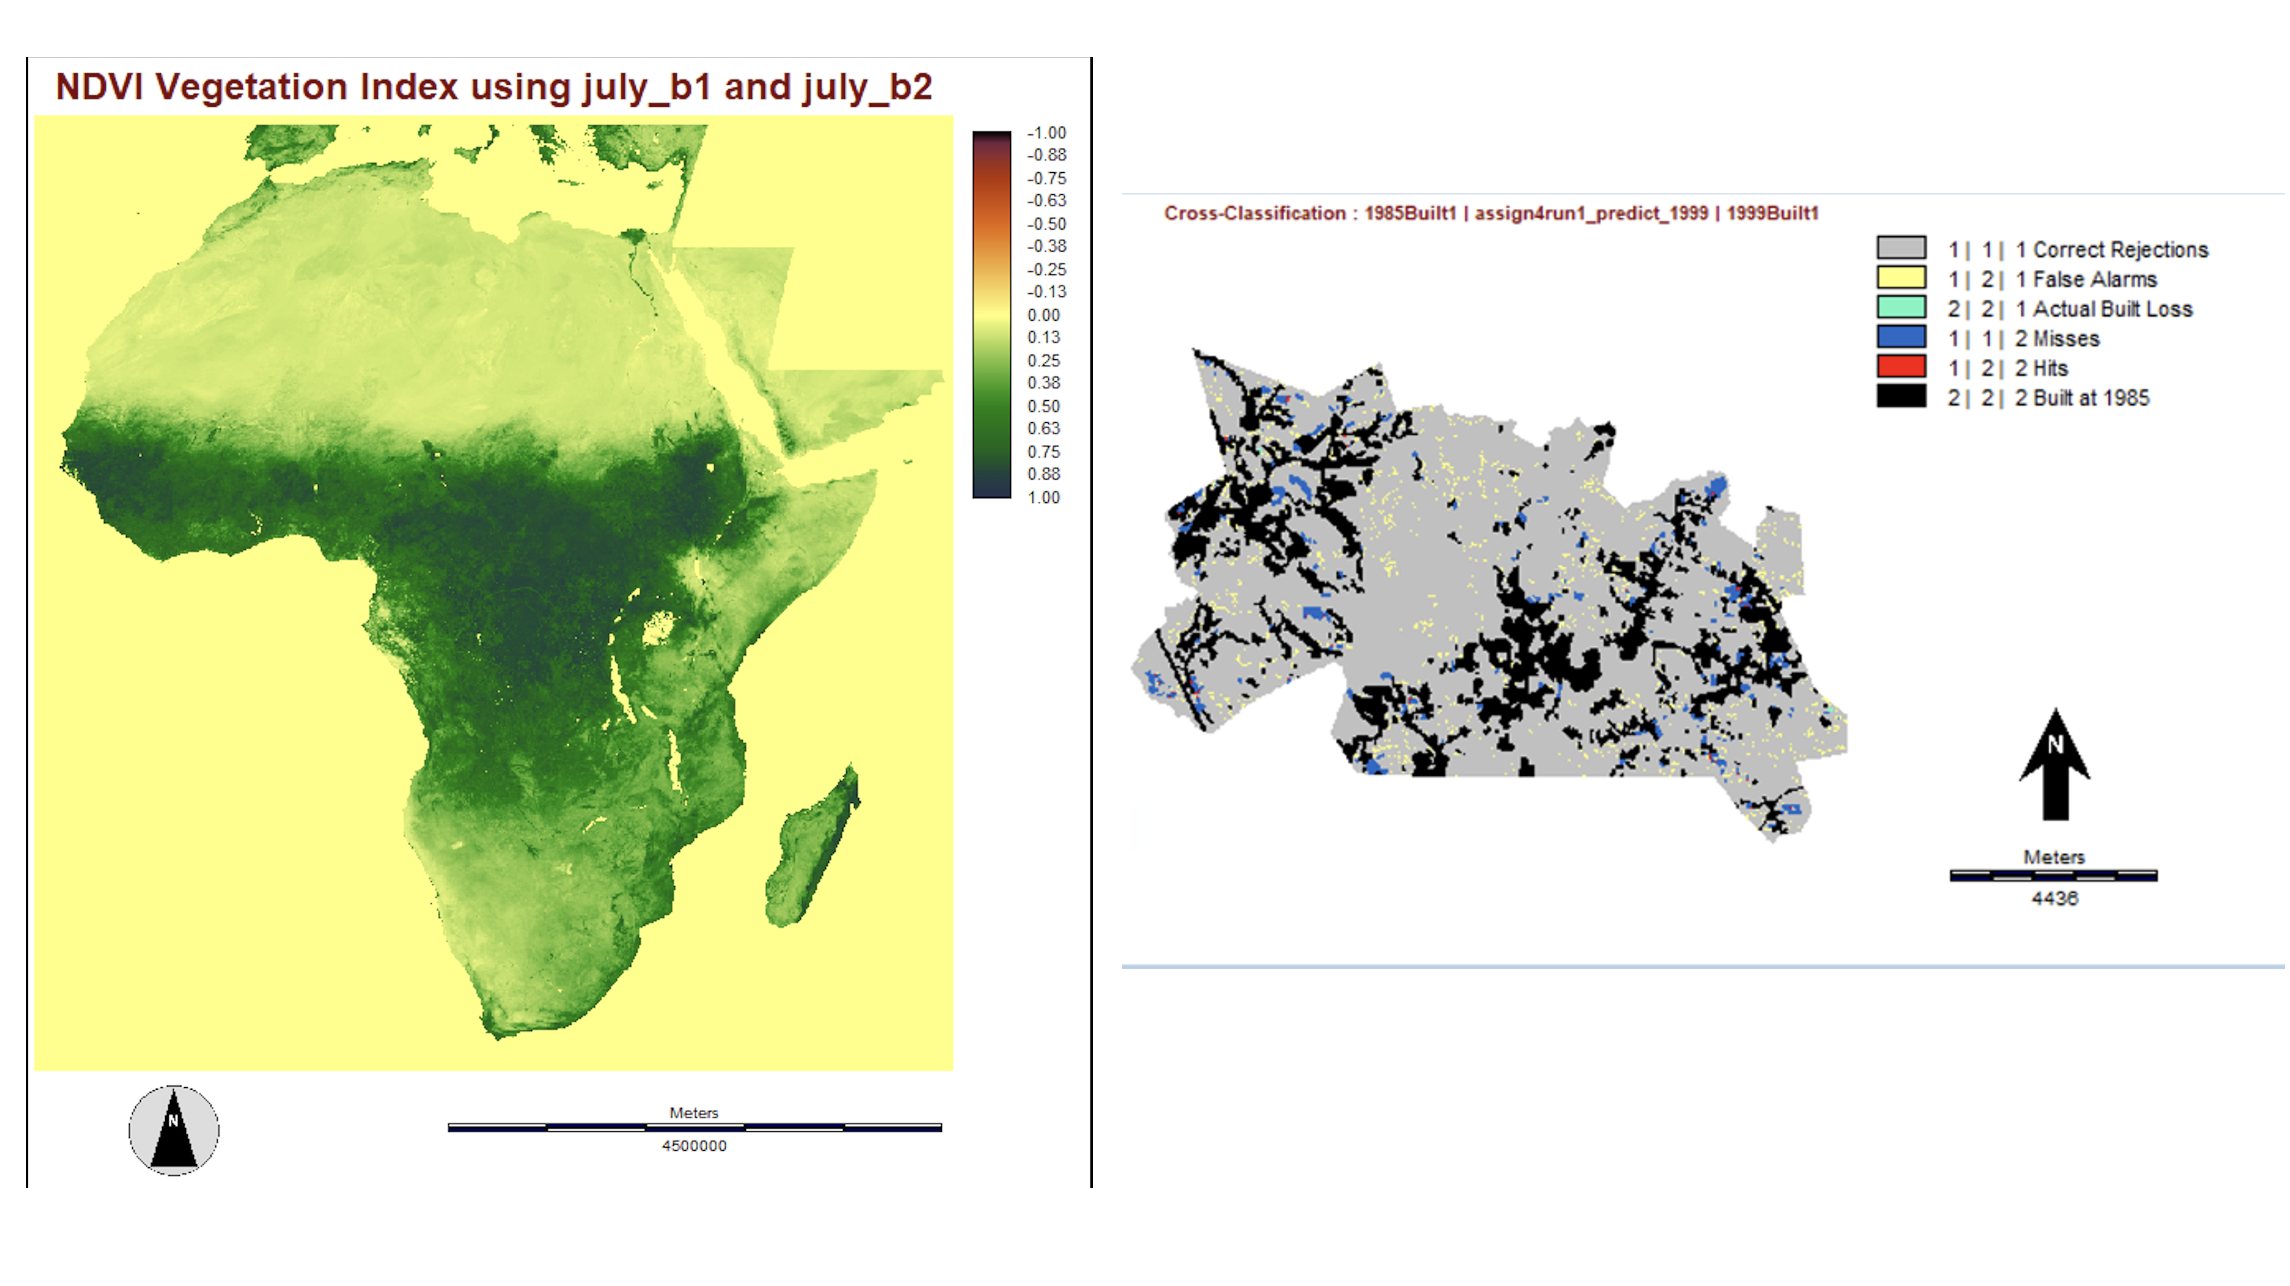 NDVI Vegetation Index using july_b1 and july_b2
-1.00
-0.88
-0.75
-0.63
-0.50
-0.38
-0.25
-0.13
0.00
0.13
0.25
0.38
0.50
0.63
0.75
0.88
1.00
N
Meters
4500000
Cross-Classification : 1985Built1 | assign4run1_predict_1999 | 1999Built1
1 | 1 | 1 Correct Rejections
1 | 2 | 1 False Alarms
2 | 2 | 1 Actual Built Loss
1 | 1 | 2 Misses
1 | 2 | 2 Hits
2 | 2 | 2 Built at 1985
N
Meters
4436